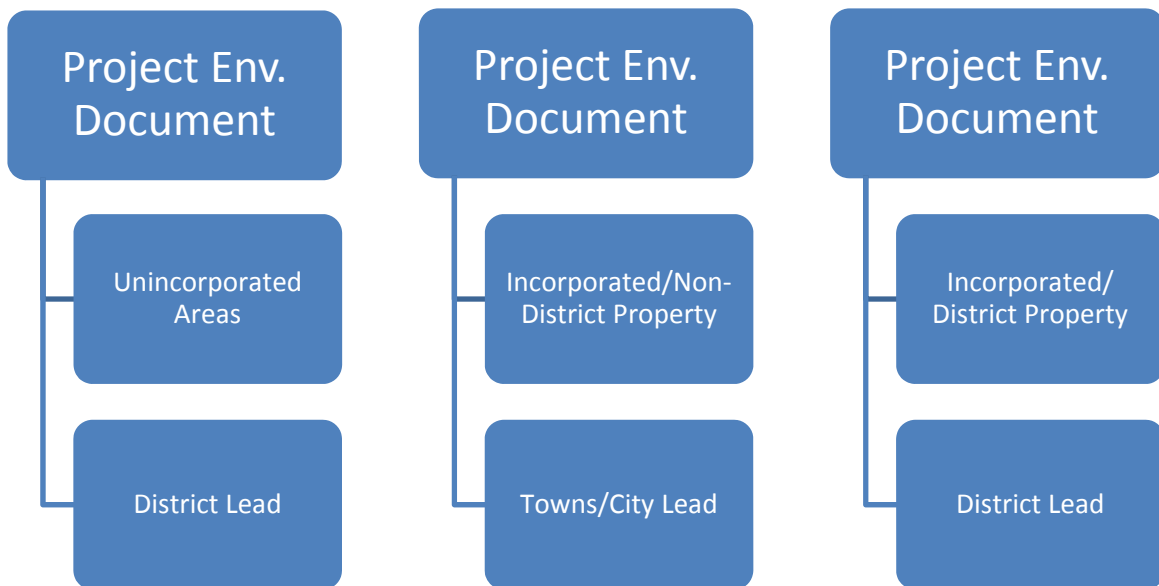 Project Env.
Document
Unincorporated
Areas
District Lead
Project Env.
Document
Incorporated/Non-
District Property
Towns/City Lead
Project Env.
Document
Incorporated/
District Property
District Lead